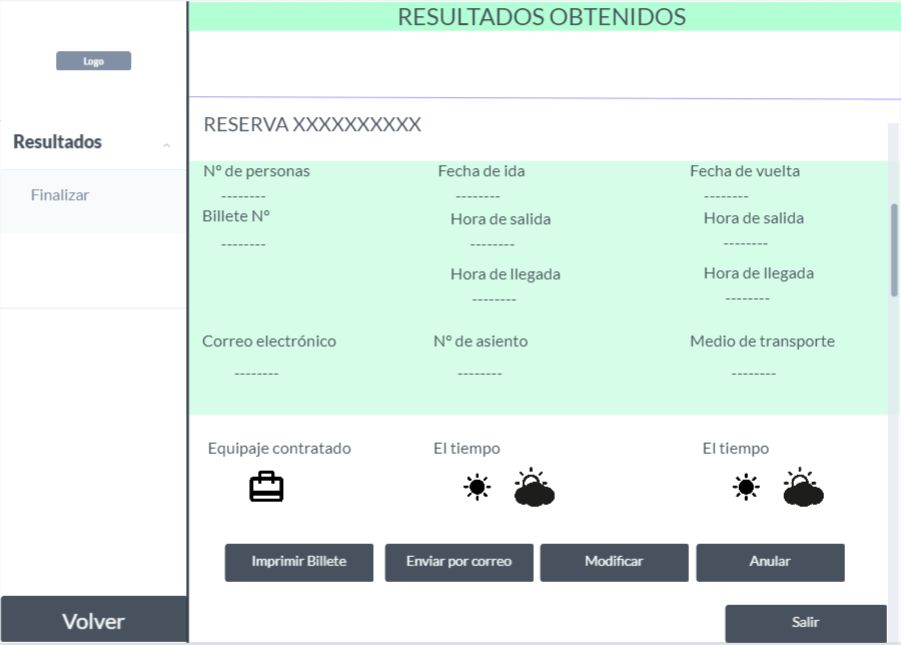 RESULTADOS OBTENIDOS
Logo
Resultados
Finalizar
RESERVA XXXXXXXXXX
Nº de personas Fecha de ida Fecha de vuelta
-------- -------- --------
Billete Nº Hora de salida Hora de salida
-------- -------- --------
Hora de llegada Hora de llegada
-------- --------
Correo electrónico Nº de asiento Medio de transporte
-------- -------- --------
Equipaje contratado El tiempo El tiempo
Imprimir Billete Enviar por correo Modificar Anular
Volver Salir